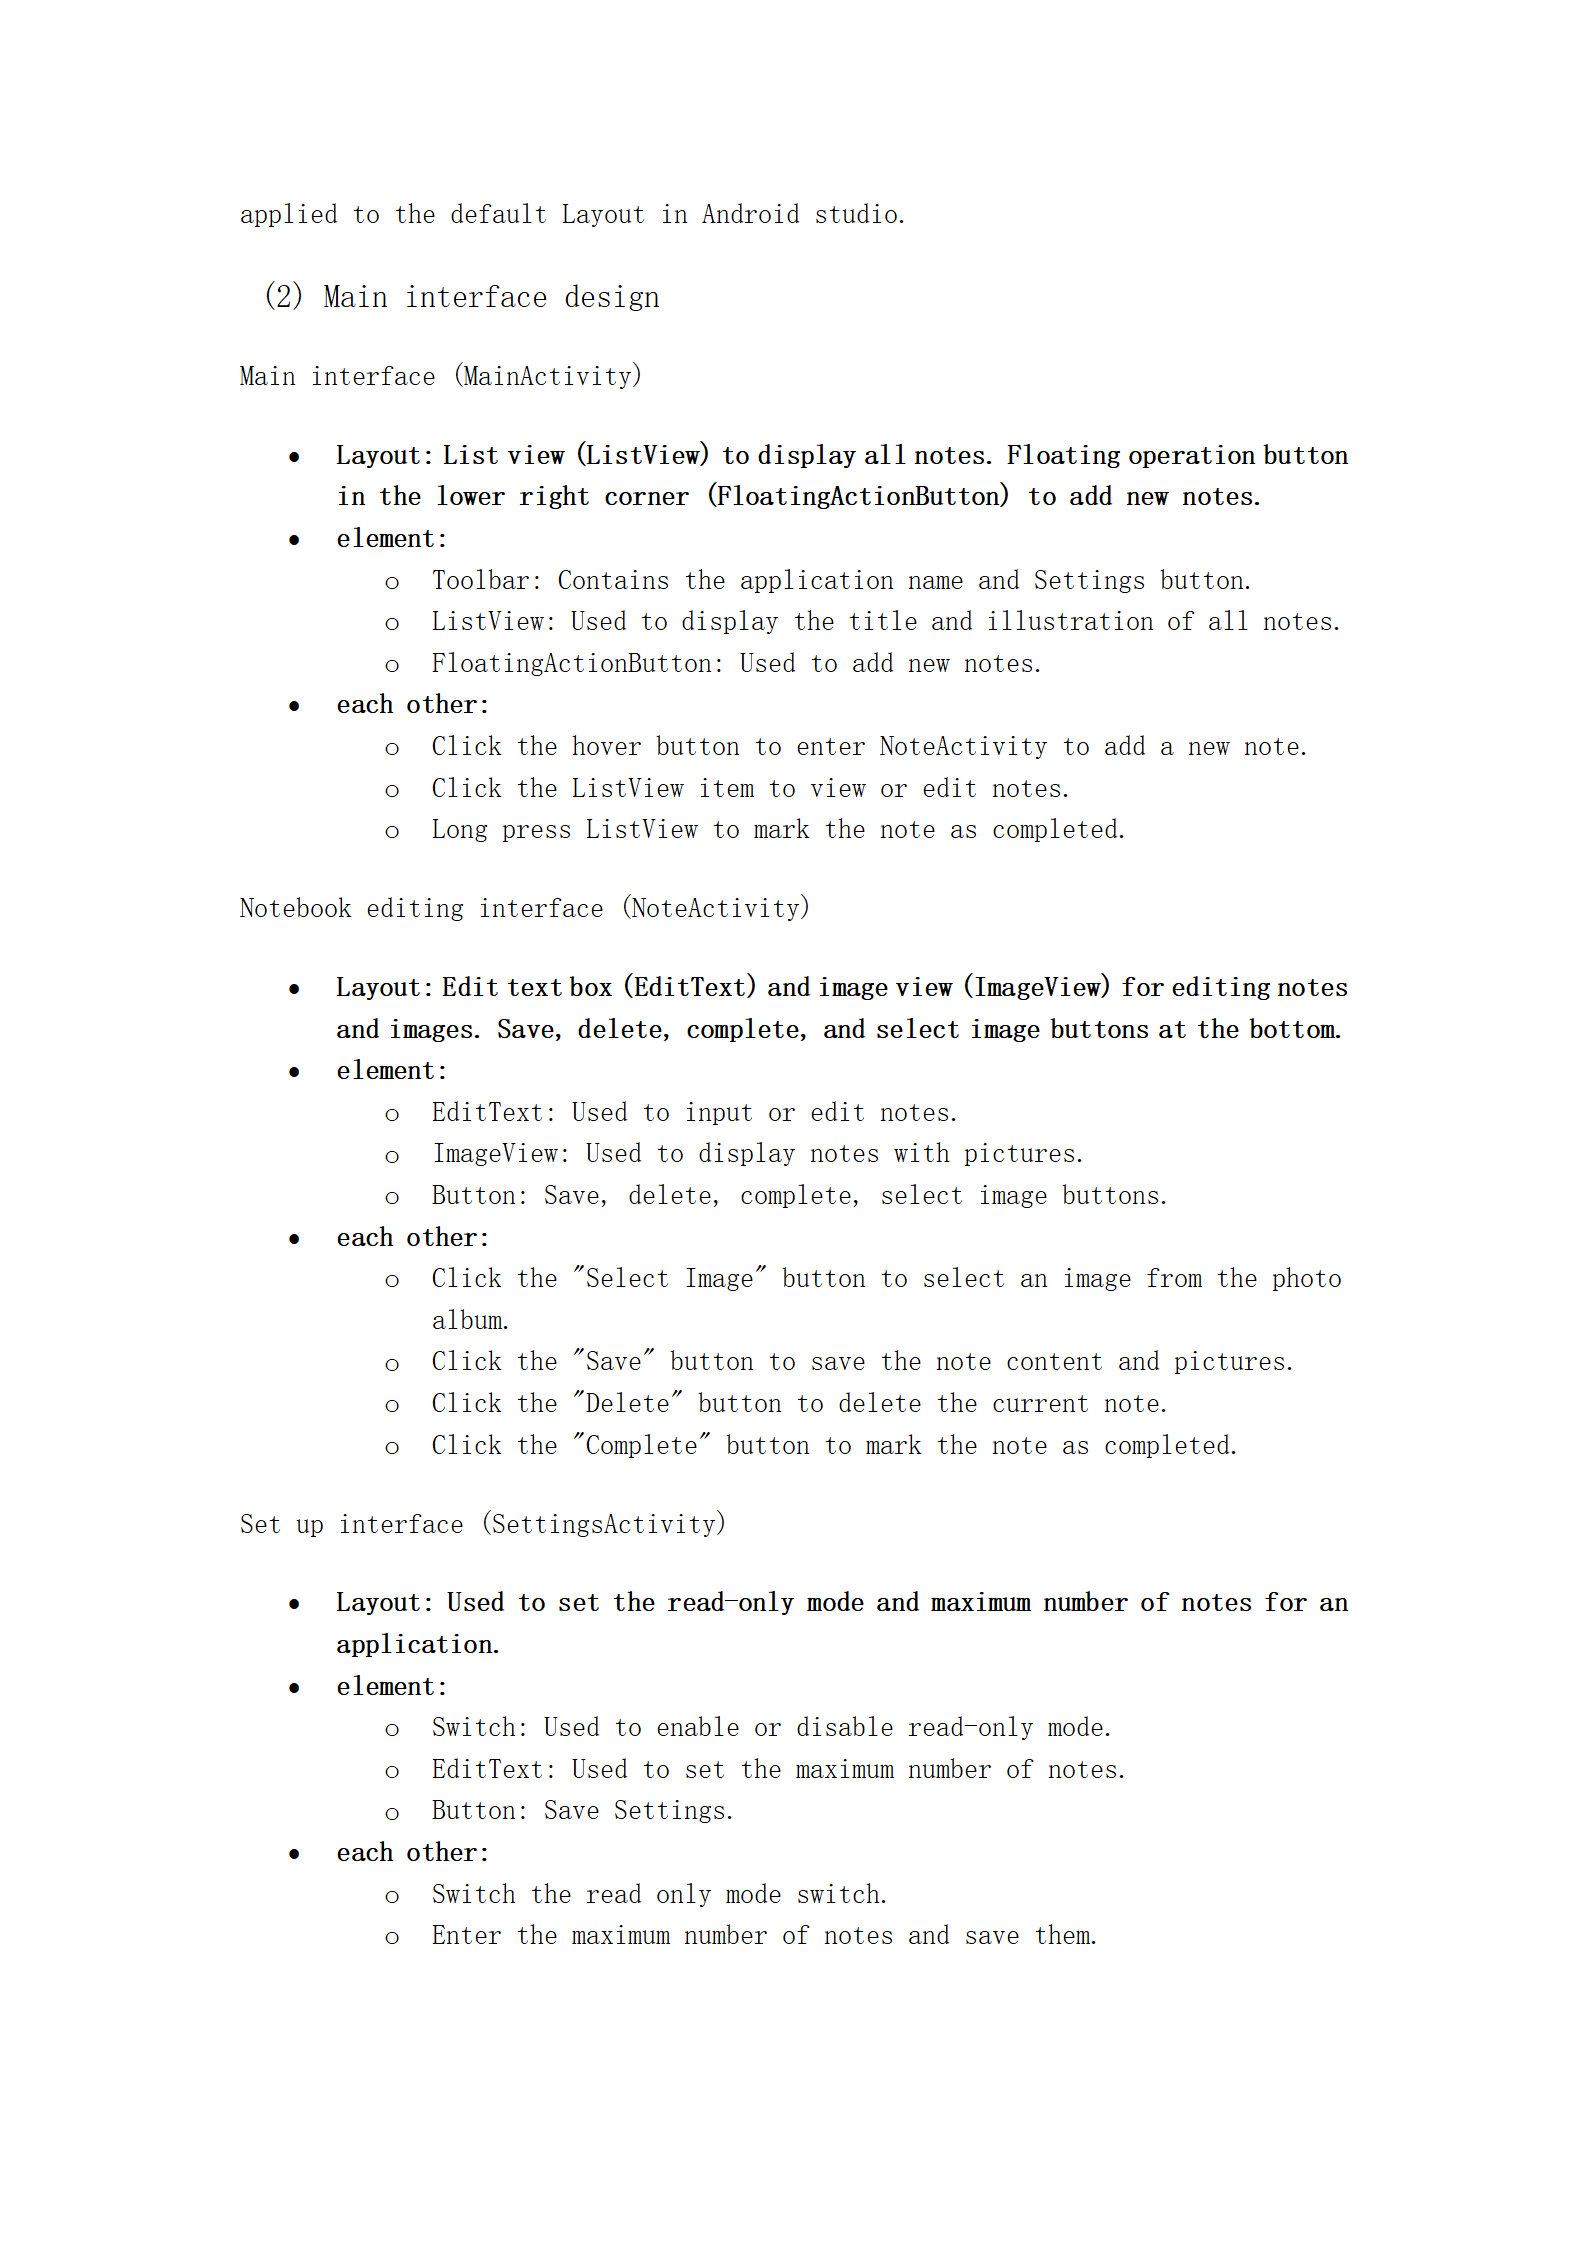 applied to the default Layout in Android studio.
(2) Main interface design
Main interface (MainActivity)
● Layout: List view (ListView) to display all notes. Floating operation button
in the lower right corner (FloatingActionButton) to add new notes.
● element:
o Toolbar: Contains the application name and Settings button.
o ListView: Used to display the title and illustration of all notes.
o FloatingActionButton: Used to add new notes.
● each other:
o Click the hover button to enter NoteActivity to add a new note.
o Click the ListView item to view or edit notes.
o Long press ListView to mark the note as completed.
Notebook editing interface (NoteActivity)
● Layout: Edit text box (EditText) and image view (ImageView) for editing notes
and images. Save, delete, complete, and select image buttons at the bottom.
● element:
o EditText: Used to input or edit notes.
o ImageView: Used to display notes with pictures.
o Button: Save, delete, complete, select image buttons.
● each other:
o Click the "Select Image" button to select an image from the photo
album.
o Click the "Save" button to save the note content and pictures.
o Click the "Delete" button to delete the current note.
o Click the "Complete" button to mark the note as completed.
Set up interface (SettingsActivity)
● Layout: Used to set the read-only mode and maximum number of notes for an
application.
● element:
o Switch: Used to enable or disable read-only mode.
o EditText: Used to set the maximum number of notes.
o Button: Save Settings.
● each other:
o Switch the read only mode switch.
o Enter the maximum number of notes and save them.